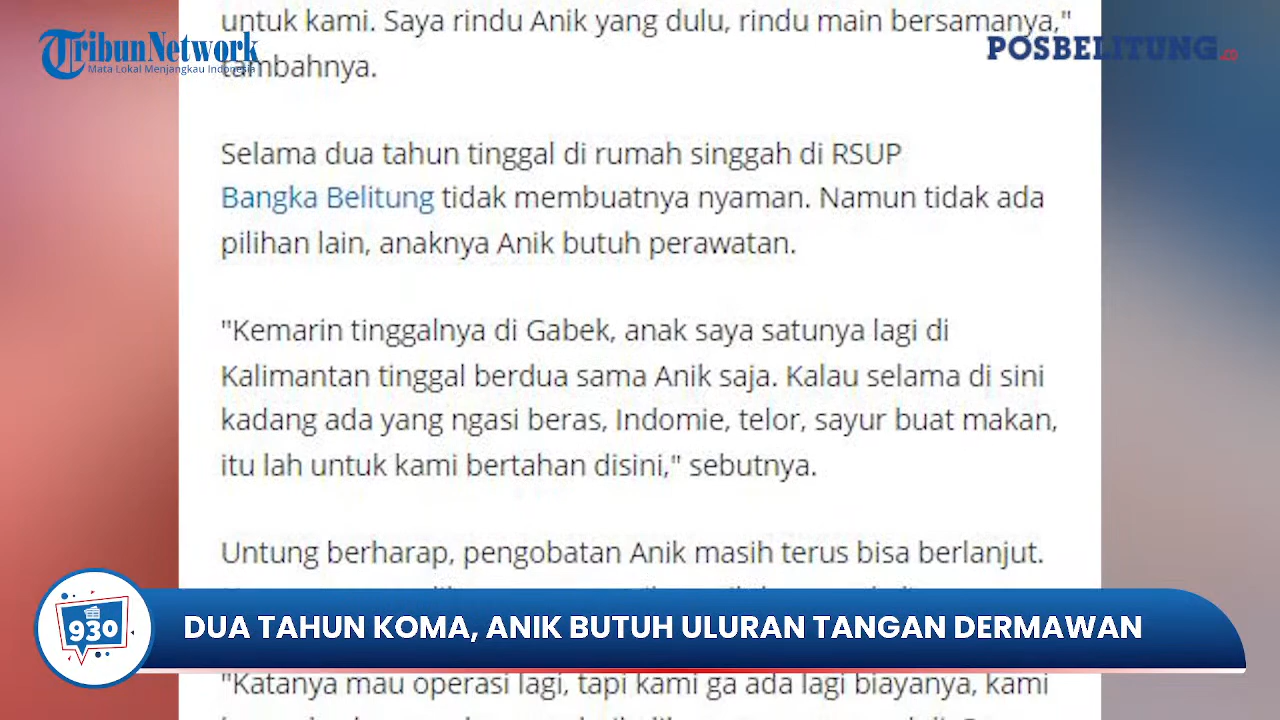 untuk kami. Saya rindu Anik yang dulu, rindu main bersamanya,"
TribunNetwork
Mata Lokal Menjangkau Indonesia
POSBELITUNG.co
tambahnya.
Selama dua tahun tinggal di rumah singgah di RSUP
Bangka Belitung tidak membuatnya nyaman. Namun tidak ada
pilihan lain, anaknya Anik butuh perawatan.
"Kemarin tinggalnya di Gabek, anak saya satunya lagi di
Kalimantan tinggal berdua sama Anik saja. Kalau selama di sini
kadang ada yang ngasi beras, Indomie, telor, sayur buat makan,
itu lah untuk kami bertahan disini," sebutnya.
Untung berharap, pengobatan Anik masih terus bisa berlanjut.
930
DUA TAHUN KOMA, ANIK BUTUH ULURAN TANGAN DERMAWAN
"Katanya mau operasi lagi, tapi kami ga ada lagi biayanya, kami